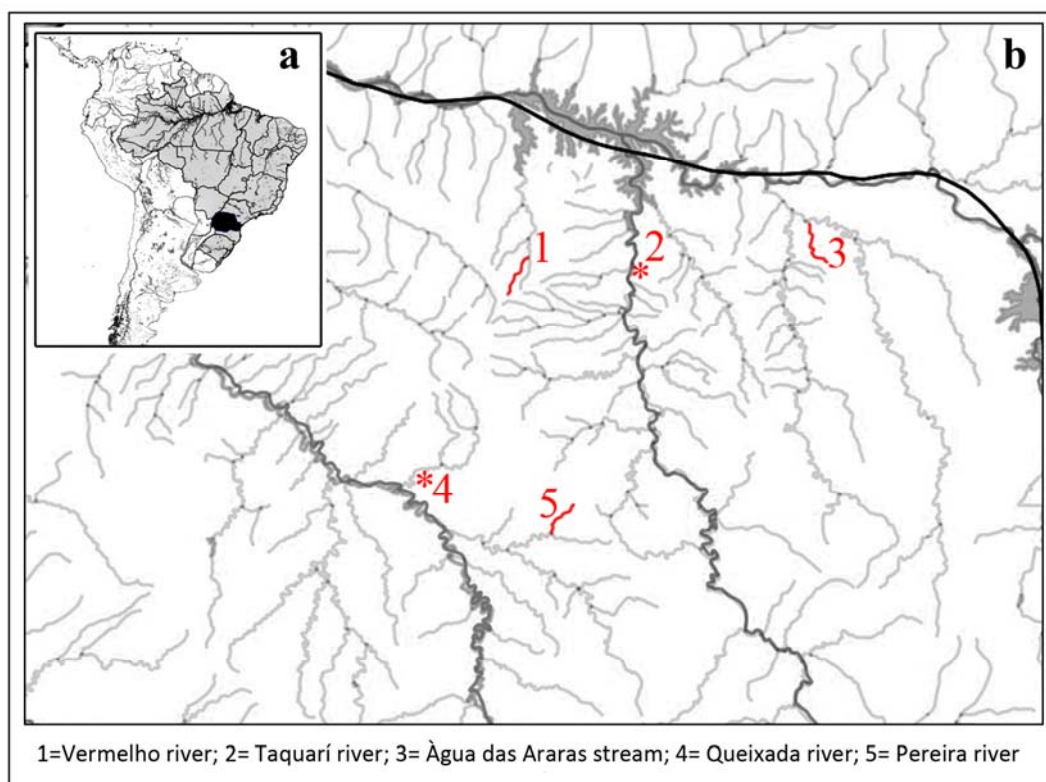 a
b
1
2
*
3
*4
5
1=Vermelho river; 2= Taquarí river; 3= Àgua das Araras stream; 4= Queixada river; 5= Pereira river